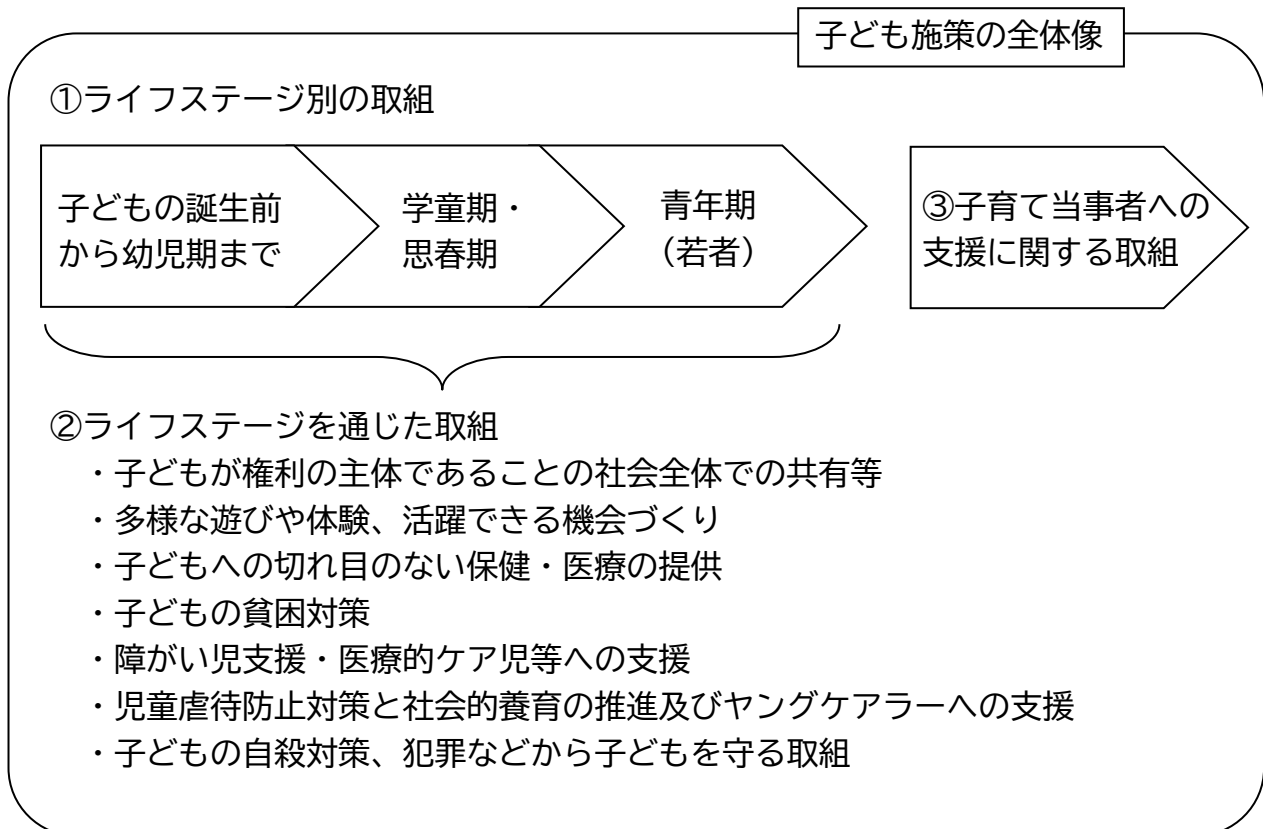 子ども施策の全体像
①ライフステージ別の取組
子どもの誕生前
から幼児期まで
学童期・
思春期
青年期
（若者）
③子育て当事者への
支援に関する取組
②ライフステージを通じた取組
・子どもが権利の主体であることの社会全体での共有等
・多様な遊びや体験、活躍できる機会づくり
・子どもへの切れ目のない保健・医療の提供
・子どもの貧困対策
・障がい児支援・医療的ケア児等への支援
・児童虐待防止対策と社会的養育の推進及びヤングケアラーへの支援
・子どもの自殺対策、犯罪などから子どもを守る取組